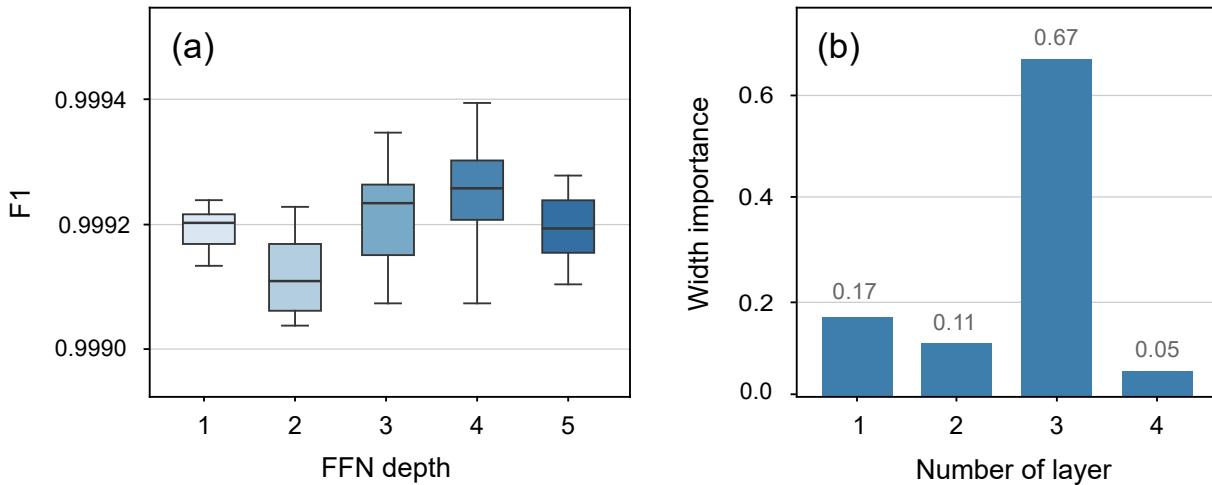 (a)
F1
0.9994
0.9992
0.9990
1 2 3 4 5
FFN depth
(b)
Width importance
0.6
0.4
0.2
0.0
0.17
0.11
0.67
0.05
1 2 3 4
Number of layer